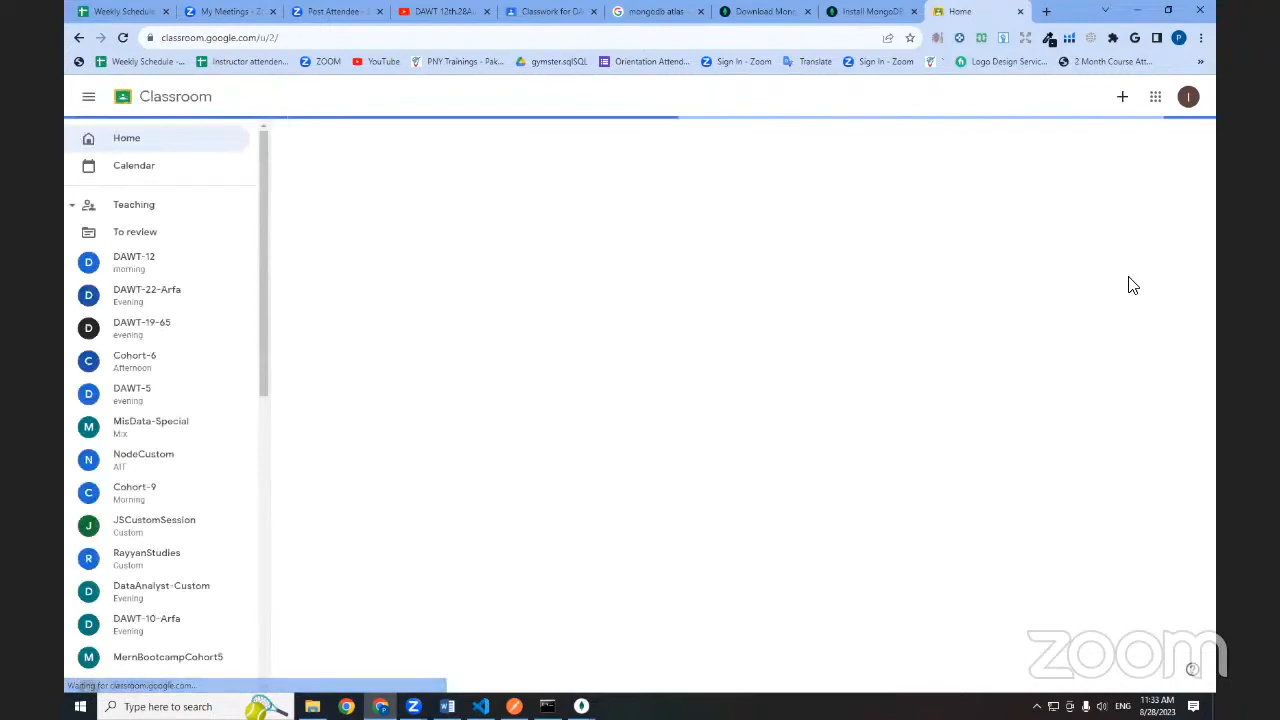 Weekly Schedule
My Meetings - Z
Post Attendee -
DAWT 12th.28A
Classwork for DA
mongodb atlas -
Download Mon
Install MongoDB
Home
classroom.google.com/u/2/
Weekly Schedule -...
Instructor attenden...
ZOOM
YouTube
PNY Trainings - Pak...
gymster.sqlSQL
Orientation Attend...
Sign In - Zoom
Translate
Sign In - Zoom
Logo Design Servic...
2 Month Course Att...
Classroom
I
Home
Calendar
Teaching
To review
D
DAWT-12
morning
D
DAWT-22-Arfa
Evening
D
DAWT-19-65
evening
C
Cohort-6
Afternoon
D
DAWT-5
evening
M
MisData-Special
Mix
N
NodeCustom
C
Cohort-9
Morning
J
JSCustomSession
Custom
R
RayyanStudies
Custom
D
DataAnalyst-Custom
Evening
D
DAWT-10-Arfa
Evening
M
MernBootcampCohort5
Waiting for classroom.google.com...
zoom
Type here to search
ENG
11:33 AM
8/28/2023